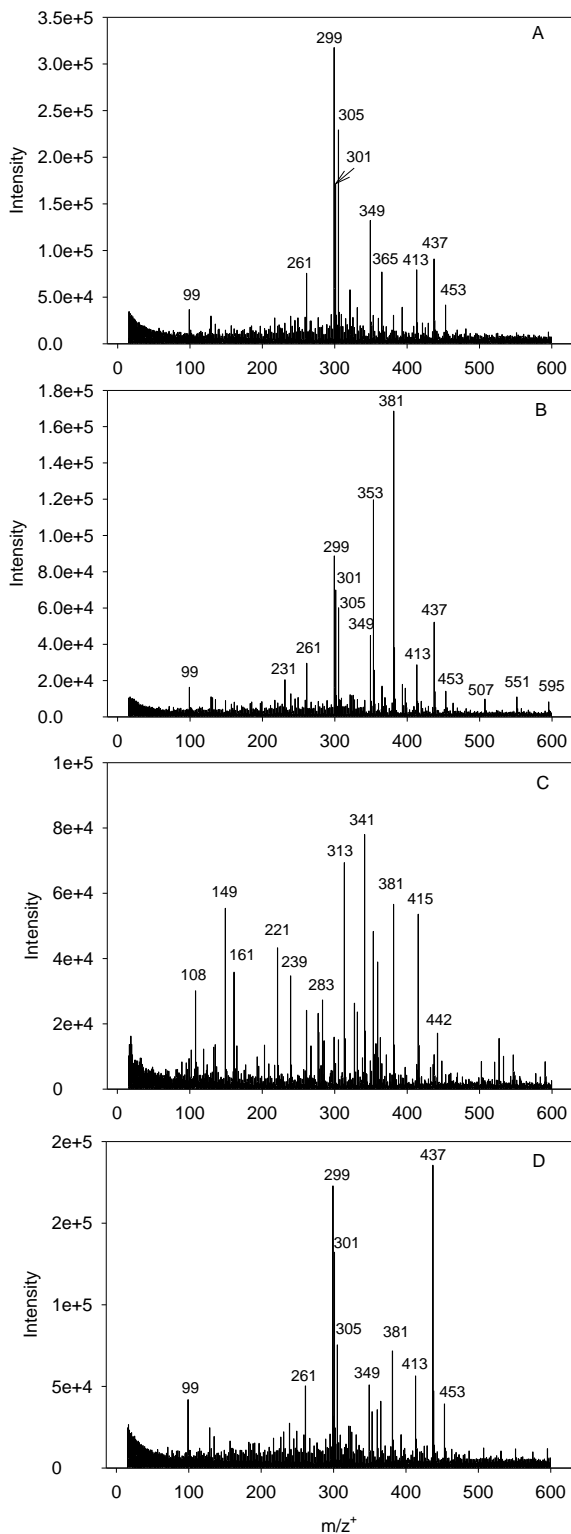 3.5e+5
299
A
3.0e+5
2.5e+5
305
2.0e+5
301
1.5e+5
349
1.0e+5
261
365
413
437
5.0e+4
99
453
0.0
0 100 200 300 400 500 600
Intensity
1.8e+5
381
B
1.6e+5
1.4e+5
1.2e+5
353
1.0e+5
299
8.0e+4
301
6.0e+4
305
437
4.0e+4
349
261
413
2.0e+4
99
231
453
507
551
595
0.0
0 100 200 300 400 500 600
Intensity
1e+5
C
8e+4
341
313
6e+4
149
381
415
4e+4
221
161
239
108
283
2e+4
442
0
0 100 200 300 400 500 600
Intensity
2e+5
437
D
299
2e+5
301
1e+5
305
381
261
349
413
5e+4
99
453
0
0 100 200 300 400 500 600
Intensity
m/z+